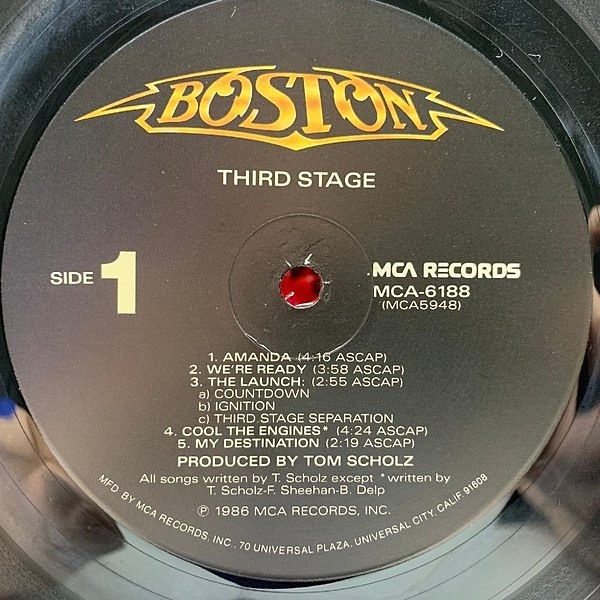 BOSTON
THIRD STAGE
SIDE 1
MCA RECORDS
MCA-6188
(MCA5948)
1. AMANDA (4:16 ASCAP)
2. WE'RE READY (3:58 ASCAP)
3. THE LAUNCH: (2:55 ASCAP)
a) COUNTDOWN
b) IGNITION
c) THIRD STAGE SEPARATION
4. COOL THE ENGINES* (4:24 ASCAP)
5. MY DESTINATION (2:19 ASCAP)
PRODUCED BY TOM SCHOLZ
All songs written by T. Scholz except *written by
T. Scholz-F. Sheehan-B. Delp
℗ 1986 MCA RECORDS, INC.
MFD BY MCA RECORDS, INC., 70 UNIVERSAL PLAZA, UNIVERSAL CITY, CALIF. 91608